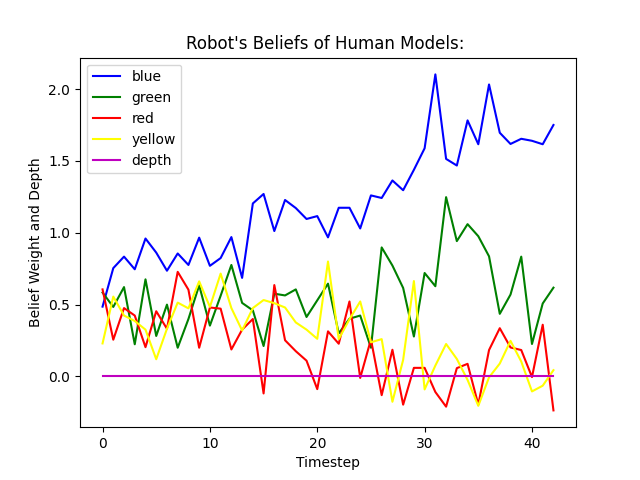 Robot's Beliefs of Human Models:
blue
green
red
yellow
depth
2.0
1.5
1.0
0.5
0.0
Belief Weight and Depth
0 10 20 30 40
Timestep